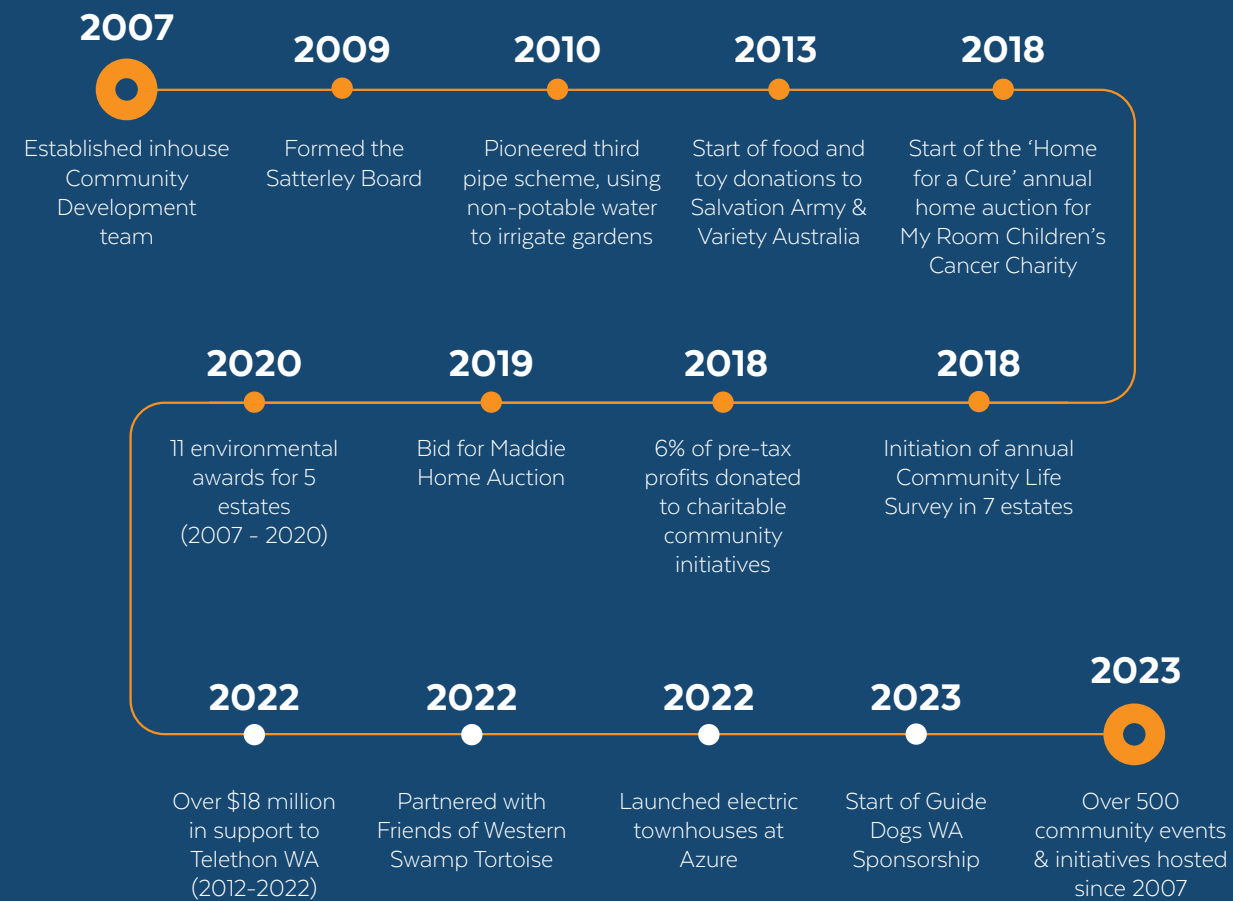 2007
Established inhouse
Community
Development
team
2009
Formed the
Satterley Board
2010
Pioneered third
pipe scheme, using
non-potable water
to irrigate gardens
2013
Start of food and
toy donations to
Salvation Army &
Variety Australia
2018
Start of the ‘Home
for a Cure’ annual
home auction for
My Room Children’s
Cancer Charity
2018
Initiation of annual
Community Life
Survey in 7 estates
2018
6% of pre-tax
profits donated
to charitable
community
initiatives
2019
Bid for Maddie
Home Auction
2020
11 environmental
awards for 5
estates
(2007 - 2020)
2022
Over $18 million
in support to
Telethon WA
(2012-2022)
2022
Partnered with
Friends of Western
Swamp Tortoise
2022
Launched electric
townhouses at
Azure
2023
Start of Guide
Dogs WA
Sponsorship
2023
Over 500
community events
& initiatives hosted
since 2007